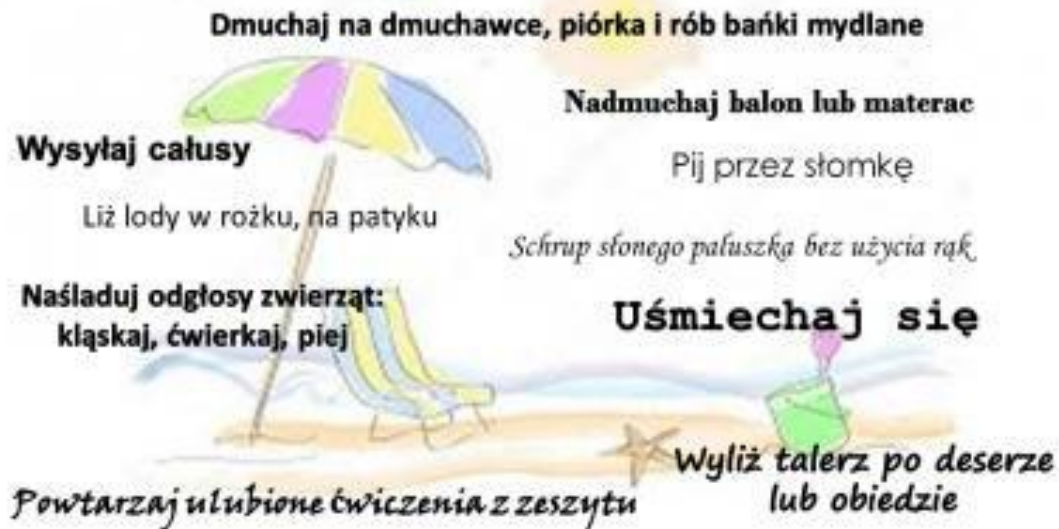 Dmuchaj na dmuchawce, piórka i rób bańki mydlane
Nadmuchaj balon lub materac
Wysyłaj całusy
Pij przez słomkę
Liż lody w rożku, na patyku
Schrup słonego paluszka bez użycia rąk
Naśladuj odgłosy zwierząt:
kląskaj, ćwierkaj, piej
Uśmiechaj się
Wyliż talerz po deserze
lub obiedzie
Powtarzaj ulubione ćwiczenia z zeszytu